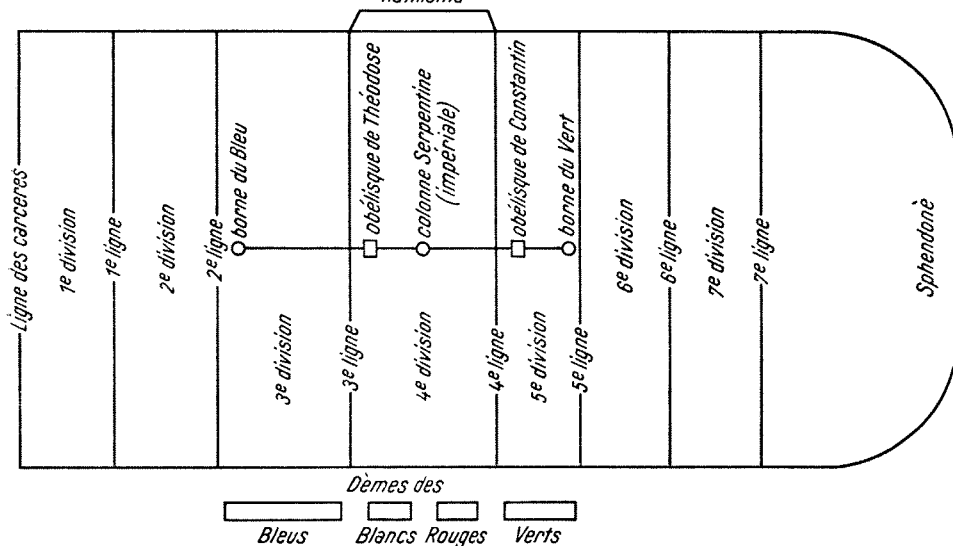 Ligne des carceres
1e division
1e ligne
2e division
2e ligne
borne du Bleu
3e division
3e ligne
obélisque de Théodose
colonne Serpentine
(impériale)
4e division
4e ligne
obélisque de Constantin
borne du Vert
5e division
5e ligne
6e division
6e ligne
7e division
7e ligne
Sphendonè
Dèmes des
Bleus Blancs Rouges Verts